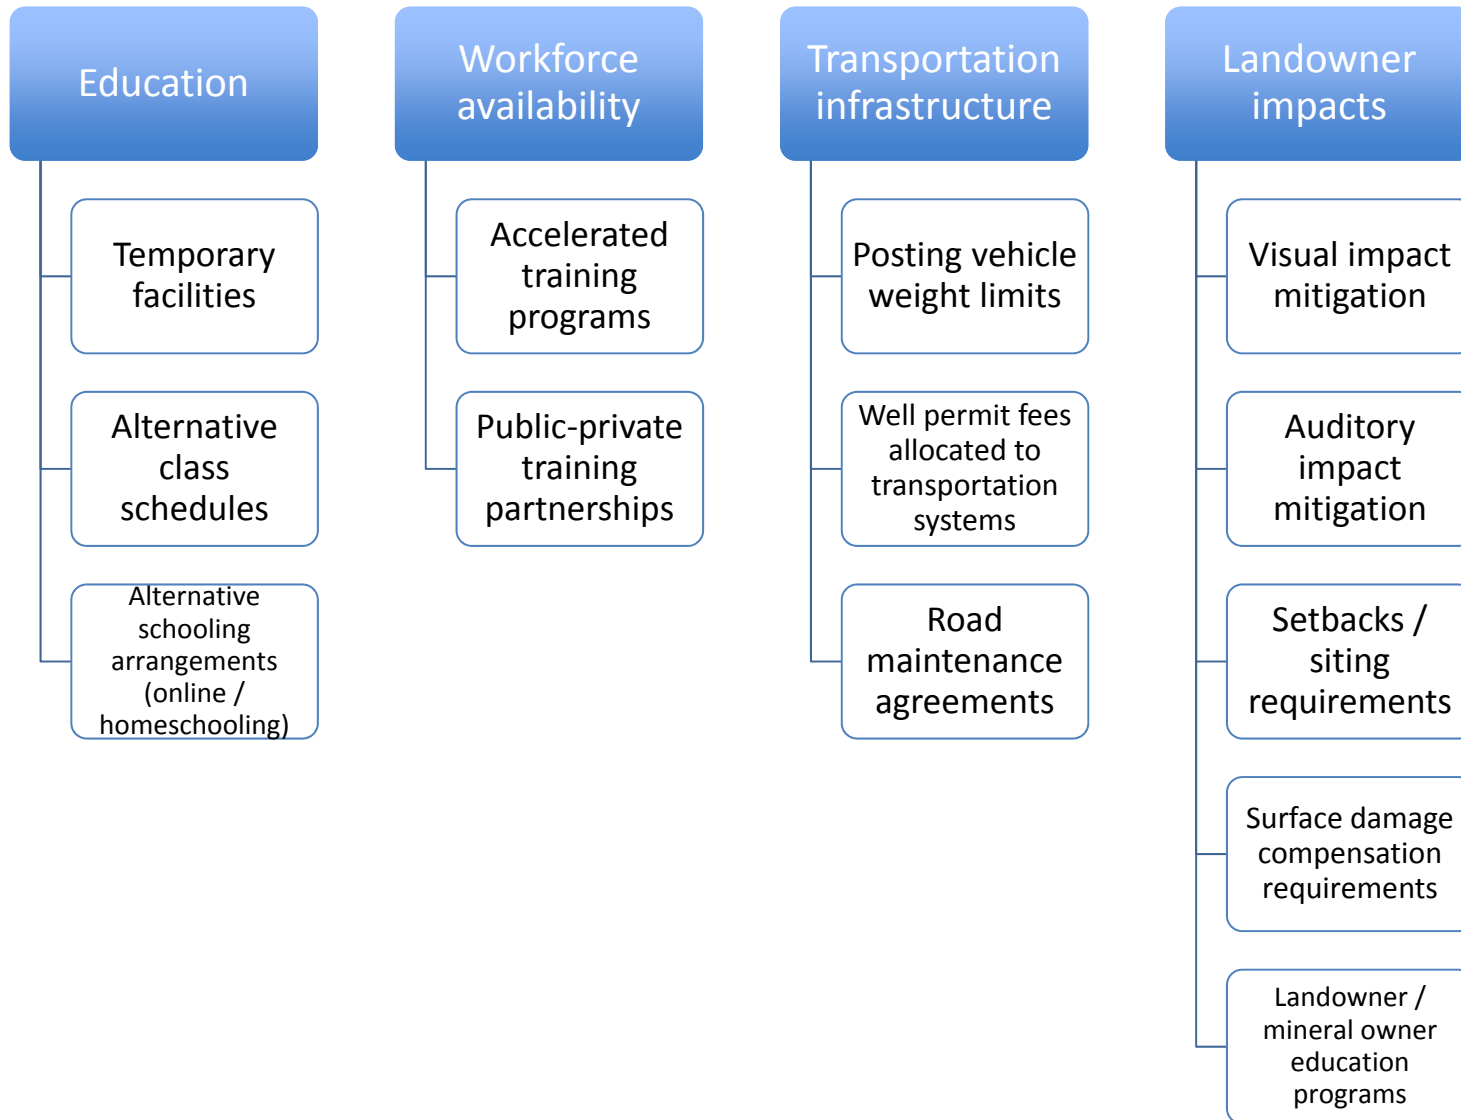 Education
Temporary
facilities
Alternative
class
schedules
Alternative
schooling
arrangements
(online /
homeschooling)
Workforce
availability
Accelerated
training
programs
Public-private
training
partnerships
Transportation
infrastructure
Posting vehicle
weight limits
Well permit fees
allocated to
transportation
systems
Road
maintenance
agreements
Landowner
impacts
Visual impact
mitigation
Auditory
impact
mitigation
Setbacks /
siting
requirements
Surface damage
compensation
requirements
Landowner /
mineral owner
education
programs